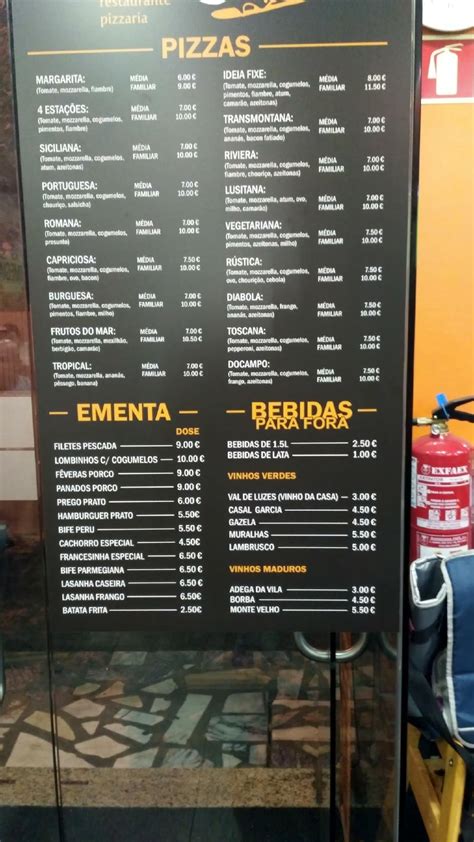 restaurante
pizzaria
PIZZAS
MARGARITA: MÉDIA 6.00 €
(Tomate, mozzarella, fiambre) FAMILIAR 9.00 €
4 ESTAÇÕES: MÉDIA 7.00 €
(Tomate, mozzarella, cogumelos, FAMILIAR 10.00 €
pimentos, fiambre)
SICILIANA: MÉDIA 7.00 €
(Tomate, mozzarella, cogumelos, FAMILIAR 10.00 €
atum, azeitonas)
PORTUGUESA: MÉDIA 7.00 €
(Tomate, mozzarella, cogumelos, FAMILIAR 10.00 €
chouriço, salsicha)
ROMANA: MÉDIA 7.00 €
(Tomate, mozzarella, cogumelos, FAMILIAR 10.00 €
presunto)
CAPRICIOSA: MÉDIA 7.50 €
(Tomate, mozzarella, cogumelos, FAMILIAR 10.00 €
fiambre, ovo, bacon)
BURGUESA: MÉDIA 7.00 €
(Tomate, mozzarella, cogumelos, FAMILIAR 10.00 €
pimentos, fiambre, milho)
FRUTOS DO MAR: MÉDIA 7.00 €
(Tomate, mozzarella, mexilhão, FAMILIAR 10.50 €
berbigão, camarão)
TROPICAL: MÉDIA 7.00 €
(Tomate, mozzarella, ananás, FAMILIAR 10.00 €
pêssego, banana)
IDEIA FIXE: MÉDIA 8.00 €
(Tomate, mozzarella, cogumelos, FAMILIAR 11.50 €
pimentos, fiambre, atum,
camarão, azeitonas)
TRANSMONTANA: MÉDIA 7.00 €
(Tomate, mozzarella, cogumelos, FAMILIAR 10.00 €
ananás, bacon fatiado)
RIVIERA: MÉDIA 7.00 €
(Tomate, mozzarella, cogumelos, FAMILIAR 10.00 €
fiambre, chouriço, azeitonas)
LUSITANA: MÉDIA 7.00 €
(Tomate, mozzarella, atum, ovo, FAMILIAR 10.00 €
milho, camarão)
VEGETARIANA: MÉDIA 7.00 €
(Tomate, mozzarella, cogumelos, FAMILIAR 10.00 €
pimentos, azeitonas, milho)
RÚSTICA: MÉDIA 7.50 €
(Tomate, mozzarella, cogumelos, FAMILIAR 10.00 €
ovo, chouriço, cebola)
DIABOLA: MÉDIA 7.50 €
(Tomate, mozzarella, frango, FAMILIAR 10.00 €
ananás, azeitonas)
TOSCANA: MÉDIA 7.50 €
(Tomate, mozzarella, cogumelos, FAMILIAR 10.00 €
pepperoni, azeitonas)
DOCAMPO: MÉDIA 7.50 €
(Tomate, mozzarella, cogumelos, FAMILIAR 10.00 €
frango, azeitonas)
EMENTA
DOSE
FILETES PESCADA 9.00 €
LOMBINHOS C/ COGUMELOS 10.00 €
FÊVERAS PORCO 9.00 €
PANADOS PORCO 9.00 €
PREGO PRATO 6.00 €
HAMBURGUER PRATO 5.50€
BIFE PERU 5.50€
CACHORRO ESPECIAL 4.50€
FRANCESINHA ESPECIAL 6.50 €
BIFE PARMEGIANA 6.50 €
LASANHA CASEIRA 6.50 €
LASANHA FRANGO 6.50 €
BATATA FRITA 2.50€
BEBIDAS
PARA FORA
BEBIDAS DE 1.5L 2.50 €
BEBIDAS DE LATA 1.00 €
VINHOS VERDES
VAL DE LUZES (VINHO DA CASA) 3.00 €
CASAL GARCIA 4.50 €
GAZELA 4.50 €
MURALHAS 5.50 €
LAMBRUSCO 5.00 €
VINHOS MADUROS
ADEGA DA VILA 3.00 €
BORBA 4.50 €
MONTE VELHO 5.50 €
EXFAEX